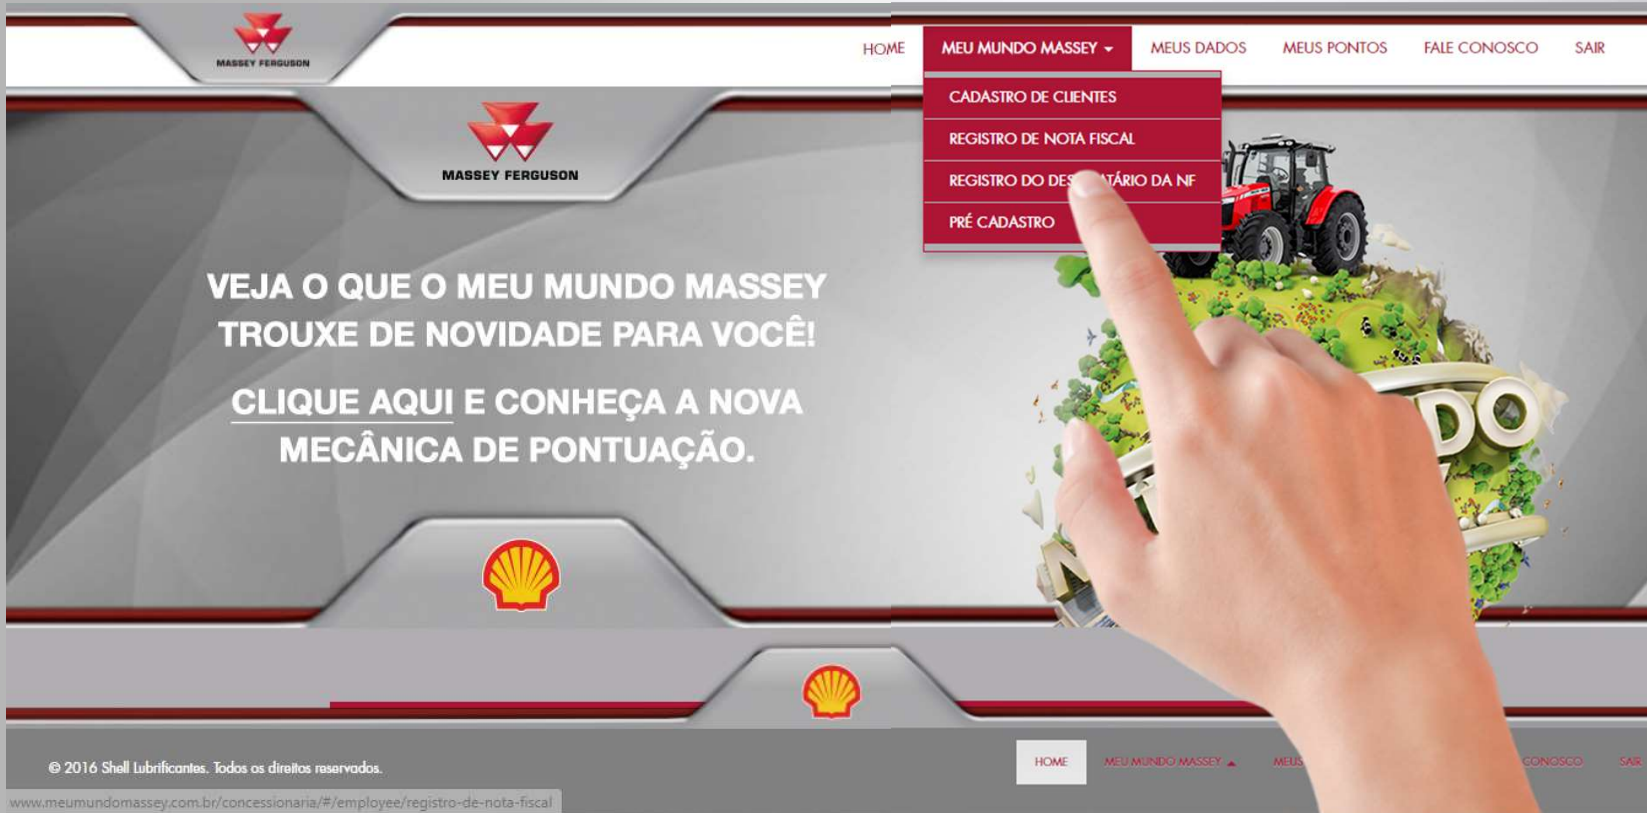 MASSEY FERGUSON
HOME
MEU MUNDO MASSEY
MEUS DADOS
MEUS PONTOS
FALE CONOSCO
SAIR
CADASTRO DE CLIENTES
REGISTRO DE NOTA FISCAL
REGISTRO DO DA NF
PRÉ CADASTRO
MASSEY FERGUSON
VEJA O QUE O MEU MUNDO MASSEY
TROUXE DE NOVIDADE PARA VOCÊ!
CLIQUE AQUI E CONHEÇA A NOVA
MECÂNICA DE PONTUAÇÃO.
© 2016 Shell Lubrificantes. Todos os direitos reservados.
HOME
MEU MUNDO MASSEY
MEUS
CONOSCO
SAIR
www.meumundomassey.com.br/concessionaria/#/employee/registro-de-nota-fiscal